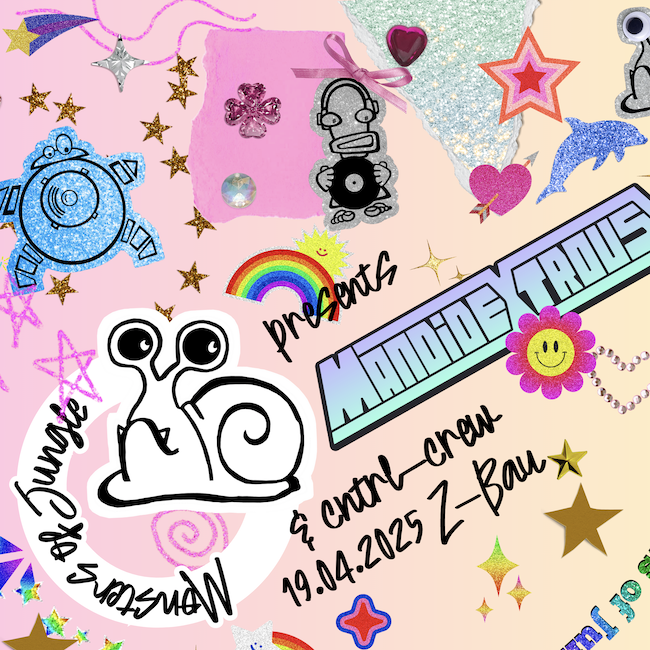 presents
MANDIDEXTROUS
& cntrl-crew
19.04.2025 Z-Bau
Monsters of Jungle